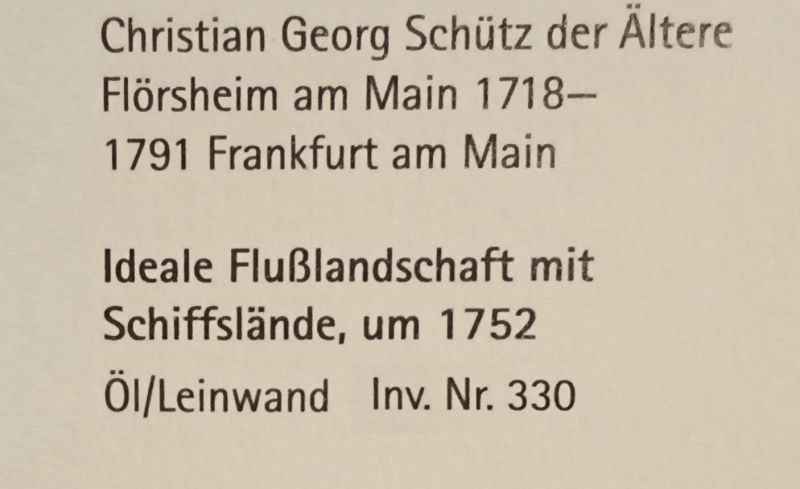 Christian Georg Schütz der Ältere
Flörsheim am Main 1718–
1791 Frankfurt am Main
Ideale Flußlandschaft mit
Schiffslände, um 1752
Öl/Leinwand Inv. Nr. 330